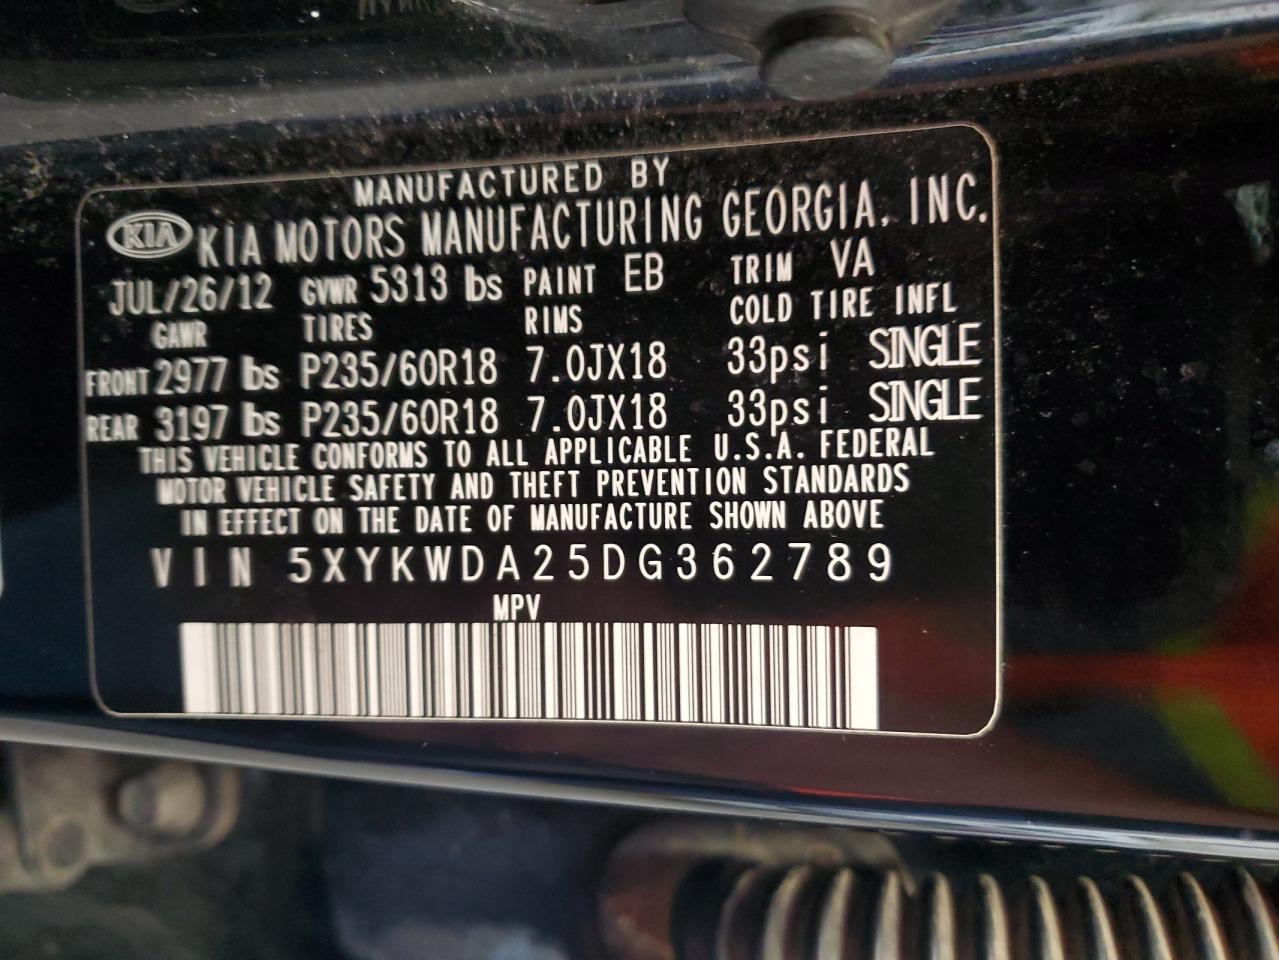 MANUFACTURED BY
KIA KIA MOTORS MANUFACTURING GEORGIA, INC.
JUL/26/12 GVWR 5313 lbs PAINT EB TRIM VA
GAWR TIRES RIMS COLD TIRE INFL
FRONT 2977 lbs P235/60R18 7.0JX18 33psi SINGLE
REAR 3197 lbs P235/60R18 7.0JX18 33psi SINGLE
THIS VEHICLE CONFORMS TO ALL APPLICABLE U.S.A. FEDERAL
MOTOR VEHICLE SAFETY AND THEFT PREVENTION STANDARDS
IN EFFECT ON THE DATE OF MANUFACTURE SHOWN ABOVE
VIN 5XYKWDA25DG362789
MPV